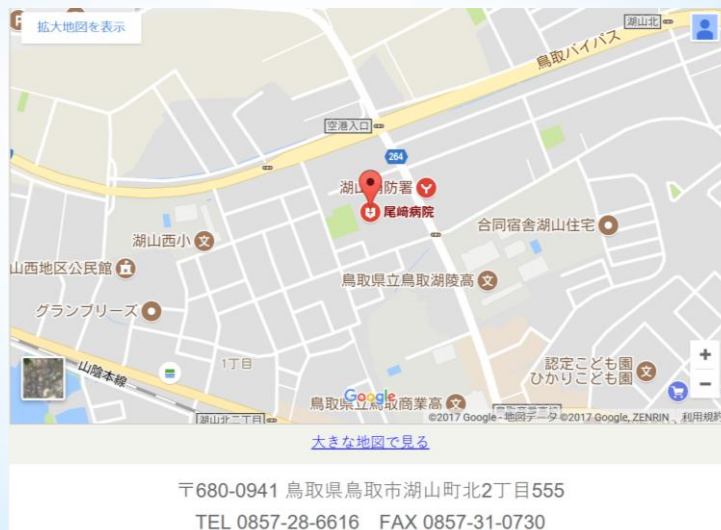 拡大地図を表示
湖山北
鳥取バイパス
空港入口
264
湖山消防署
尾﨑病院
合同宿舎湖山住宅
湖山西小
山西地区公民館
鳥取県立鳥取湖陵高
グランブリーズ
山陰本線
1丁目
認定こども園
ひかりこども園
鳥取県立鳥取商業高
湖山北二丁目
Google
©2017 Google - 地図データ ©2017 Google, ZENRIN
利用規約
大きな地図で見る
〒680-0941 鳥取県鳥取市湖山町北2丁目555
TEL 0857-28-6616 FAX 0857-31-0730